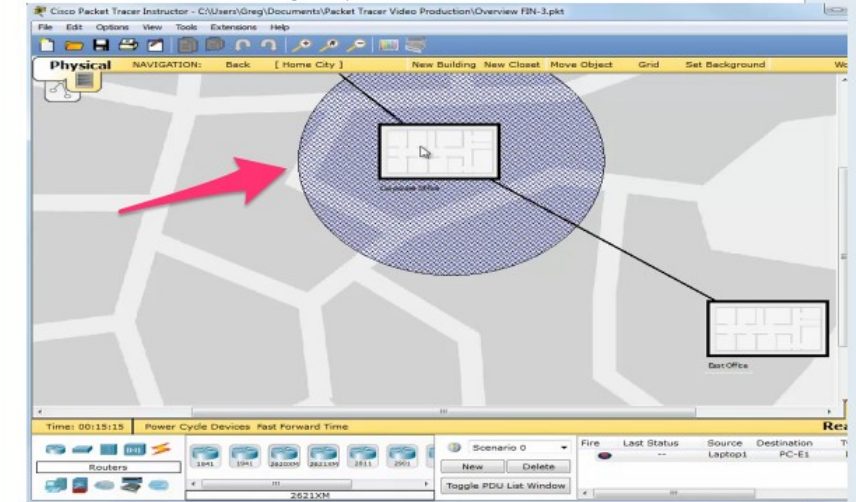 Cisco Packet Tracer Instructor - C:\Users\Greg\Documents\Packet Tracer Video Production\Overview FIN-3.pkt
File Edit Options View Tools Extensions Help
Physical NAVIGATION: Back [ Home City ] New Building New Closet Move Object Grid Set Background
Corporate Office
East Office
Time: 00:15:15 Power Cycle Devices Fast Forward Time
Scenario 0 Fire Last Status Source Destination
1841 1941 2620XM 2621XM 2811 2901 -- Laptop1 PC-E1
Routers New Delete
Toggle PDU List Window
2621XM